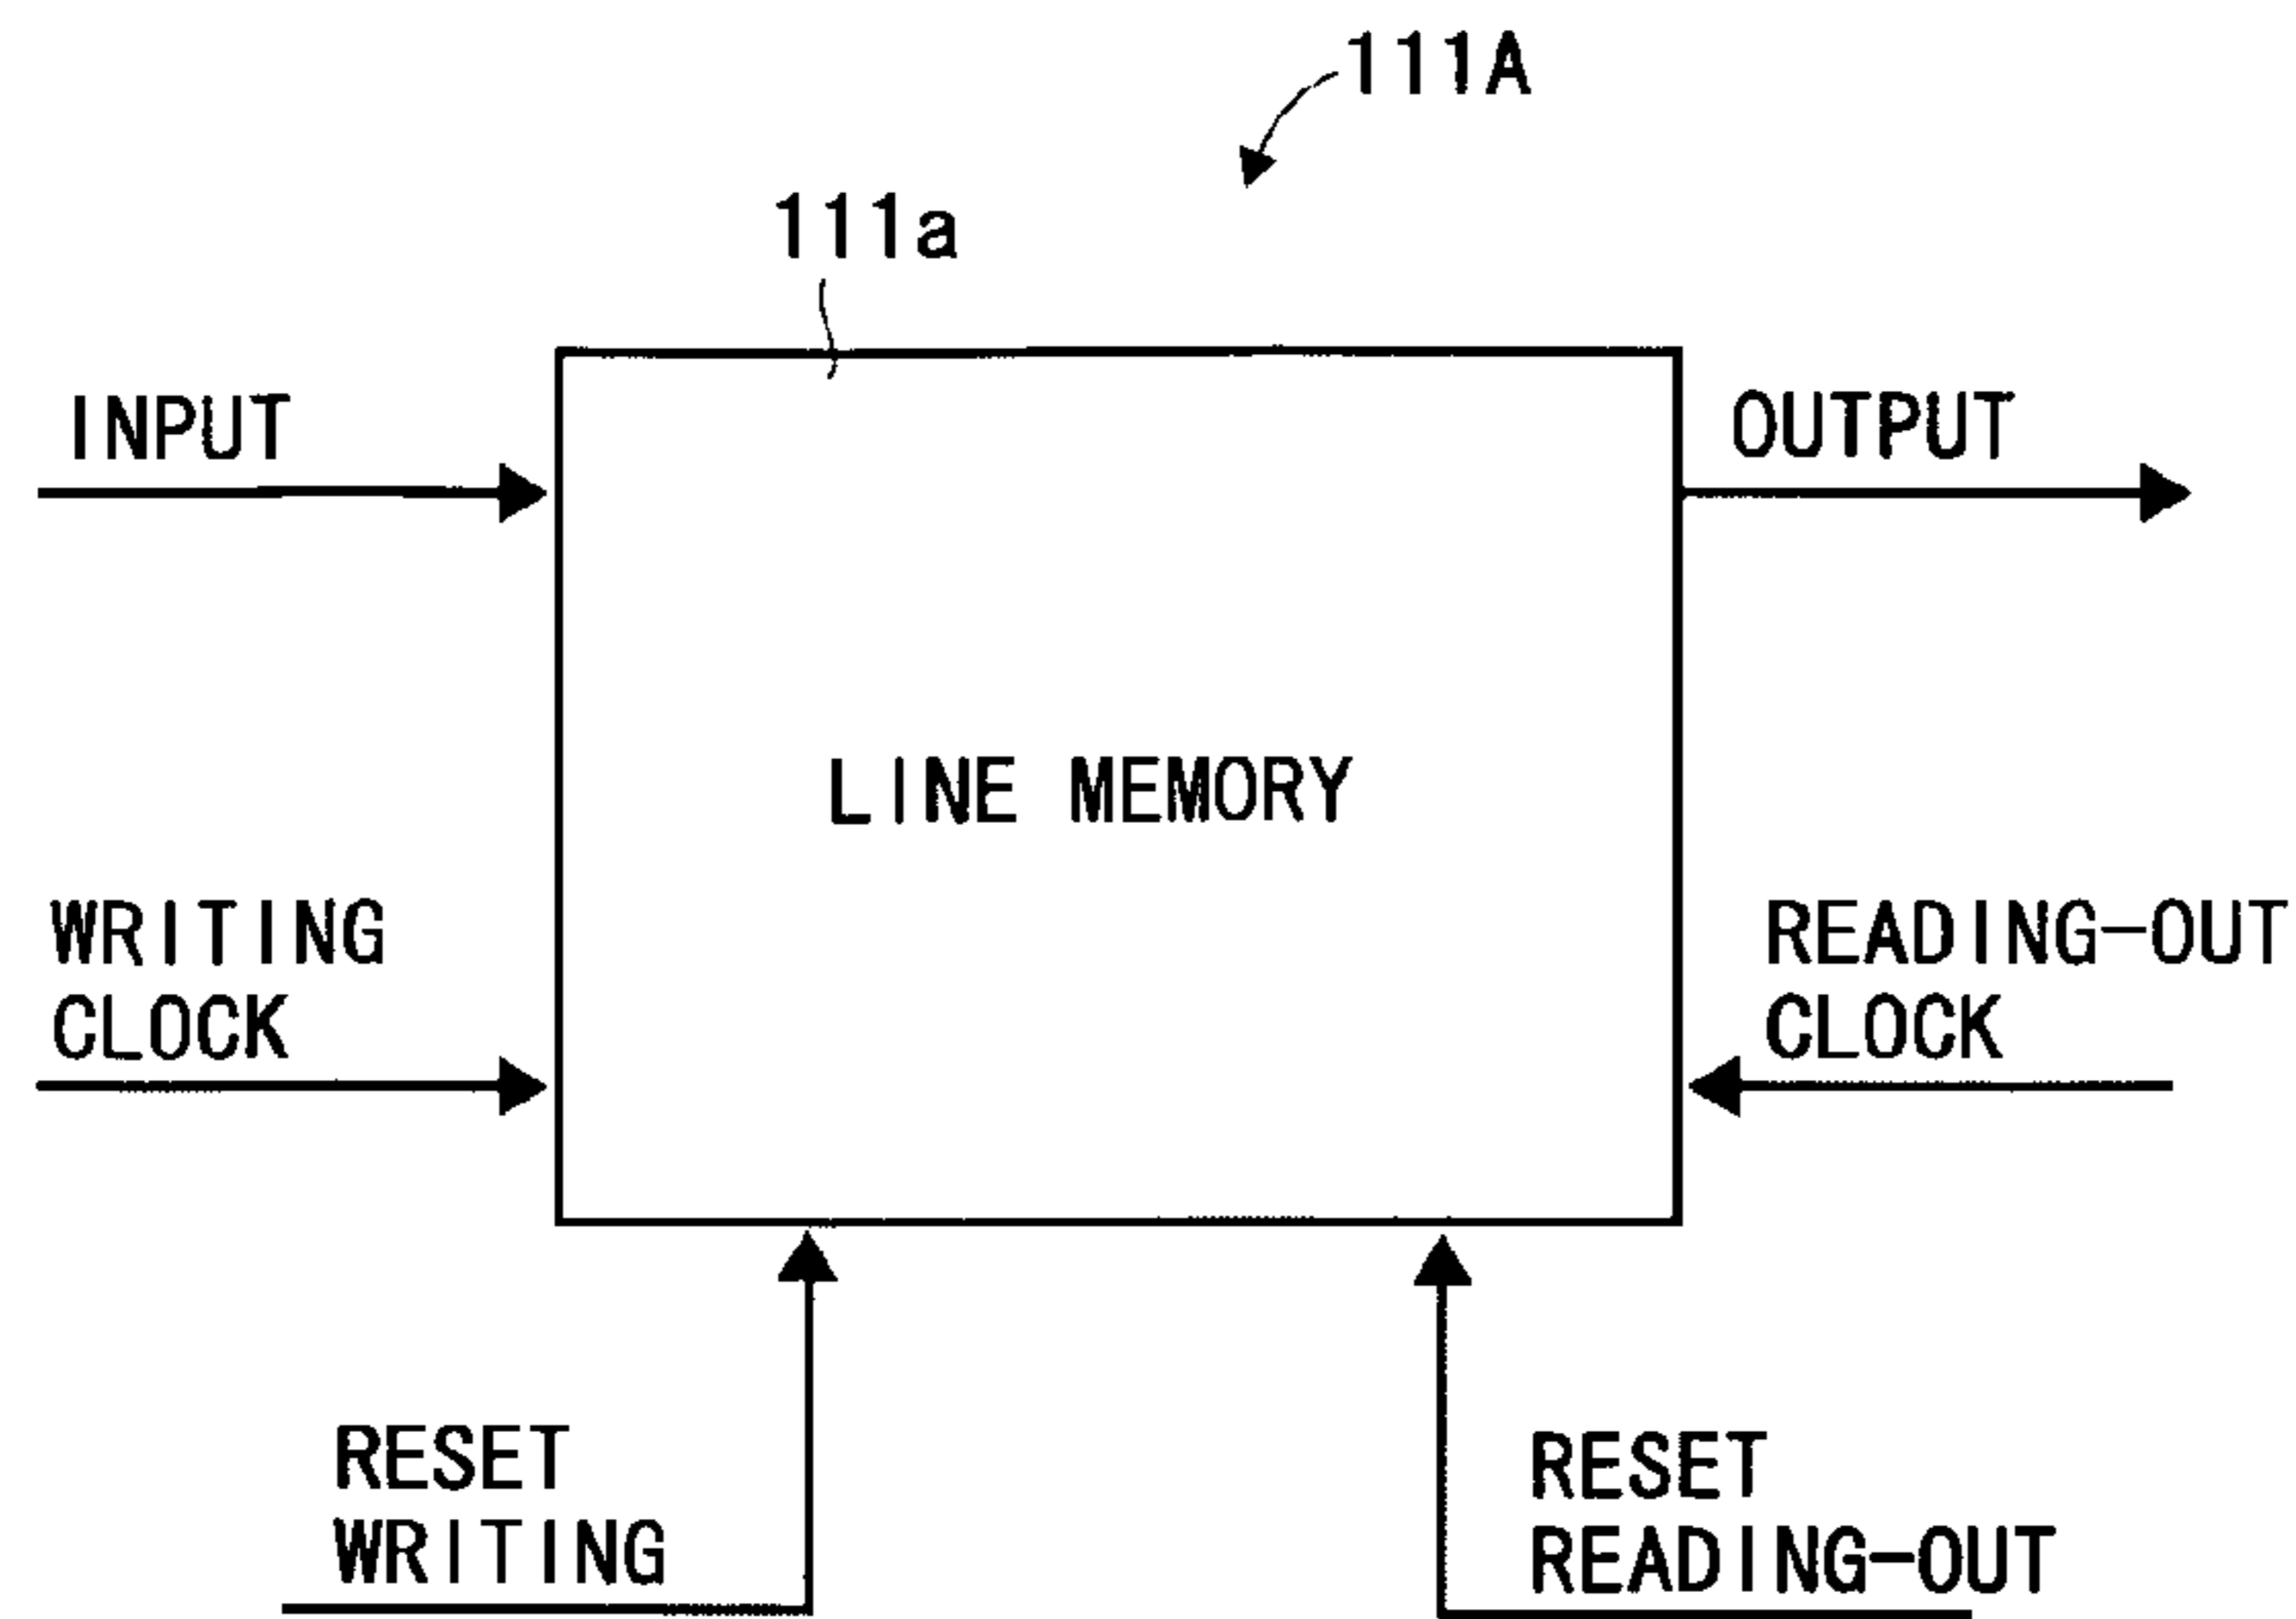 111A
111a
INPUT
OUTPUT
LINE MEMORY
WRITING
CLOCK
READING-OUT
CLOCK
RESET
WRITING
RESET
READING-OUT